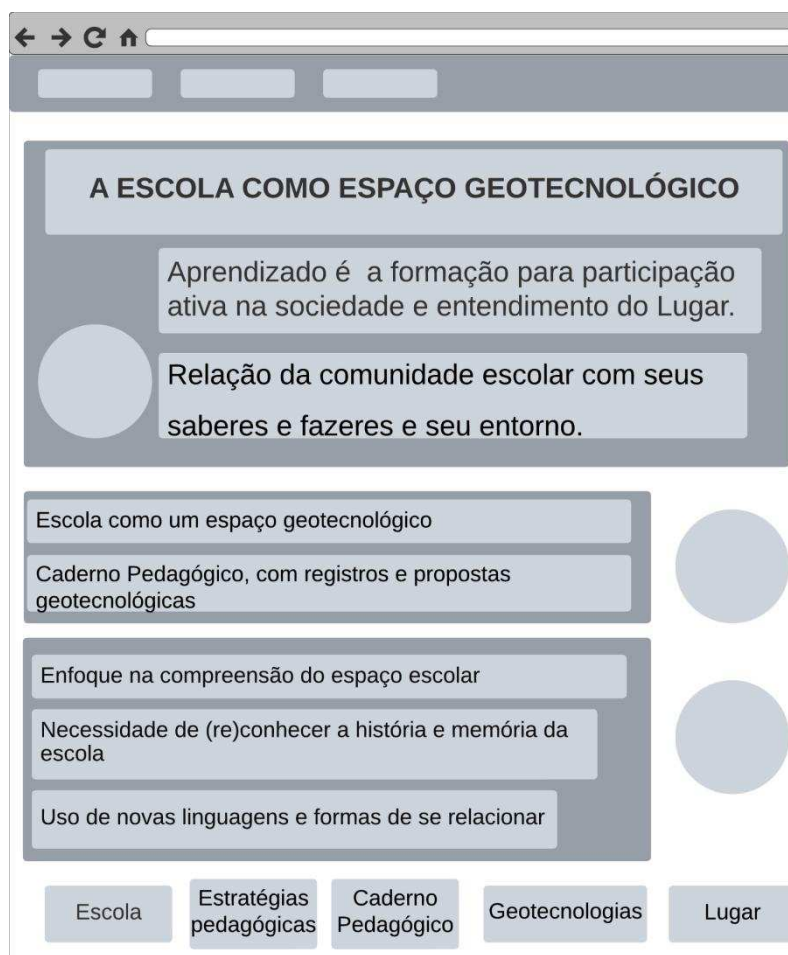 A ESCOLA COMO ESPAÇO GEOTECNOLÓGICO
Aprendizado é a formação para participação
ativa na sociedade e entendimento do Lugar.
Relação da comunidade escolar com seus
saberes e fazeres e seu entorno.
Escola como um espaço geotecnológico
Caderno Pedagógico, com registros e propostas
geotecnológicas
Enfoque na compreensão do espaço escolar
Necessidade de (re)conhecer a história e memória da
escola
Uso de novas linguagens e formas de se relacionar
Escola
Estratégias
pedagógicas
Caderno
Pedagógico
Geotecnologias
Lugar